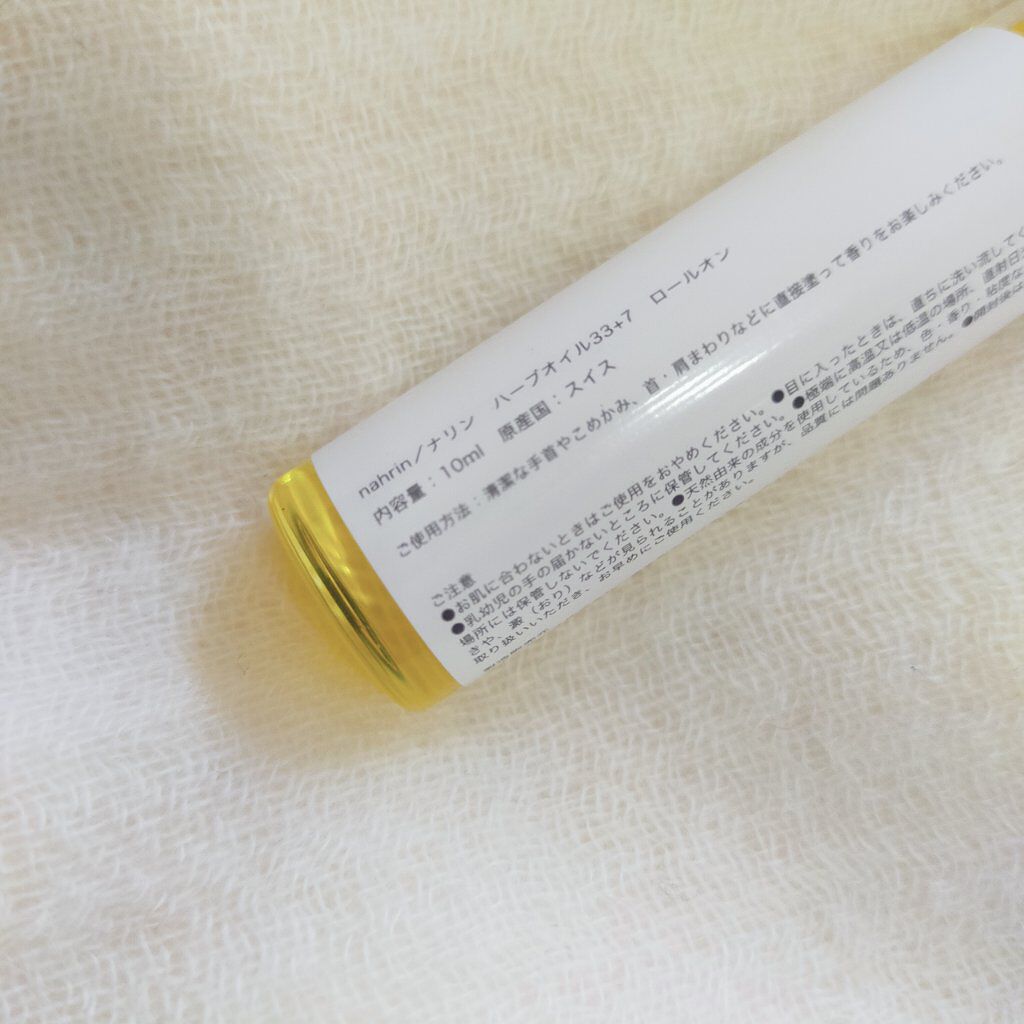 nahrin／ナリン ハーブオイル33+7 ロールオン
内容量：10ml 原産国：スイス
ご使用方法：清潔な手首やこめかみ、首・肩まわりなどに直接塗って香りをお楽しみください。
ご注意
●お肌に合わないときはご使用をおやめください。 ●目に入ったときは、直ちに洗い流してく
●乳幼児の手の届かないところに保管してください。 ●極端に高温又は低温の場所、直射日
場所には保管しないでください。 ●天然由来の成分を使用しているため、色・香り・粘度な
きや、澱（おり）などが見られることがありますが、品質には問題ありません。 ●開封後は
取り扱いいただき、お早めにご使用ください。